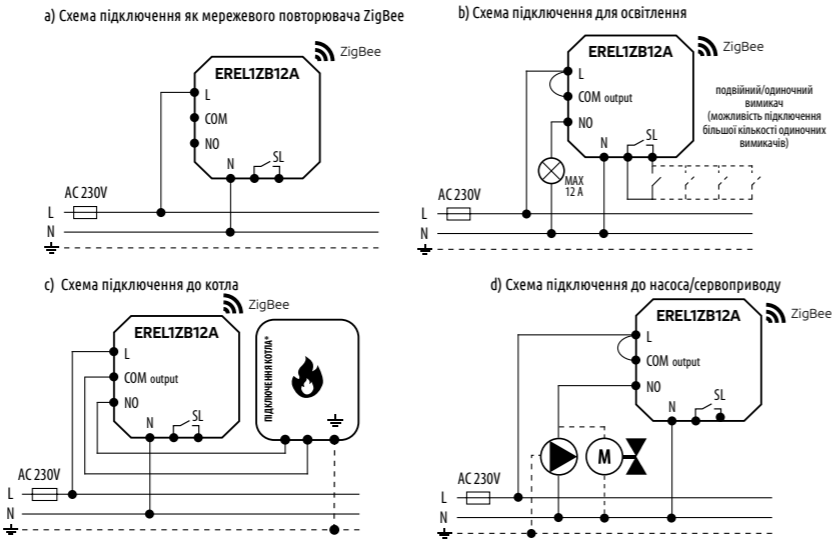 a) Схема підключення як мережевого повторювача ZigBee
ZigBee
EREL1ZB12A
L
COM
NO
N
SL
AC 230V
L
N
b) Схема підключення для освітлення
ZigBee
EREL1ZB12A
L
COM output
NO
N
SL
подвійний/одиночний
вимикач
(можливість підключення
більшої кількості одиночних
вимикачів)
MAX
12 A
AC 230V
L
N
c) Схема підключення до котла
ZigBee
EREL1ZB12A
L
COM output
NO
N
SL
ПІДКЛЮЧЕННЯ КОТЛА*
AC 230V
L
N
d) Схема підключення до насоса/сервоприводу
ZigBee
EREL1ZB12A
L
COM output
NO
N
SL
M
AC 230V
L
N